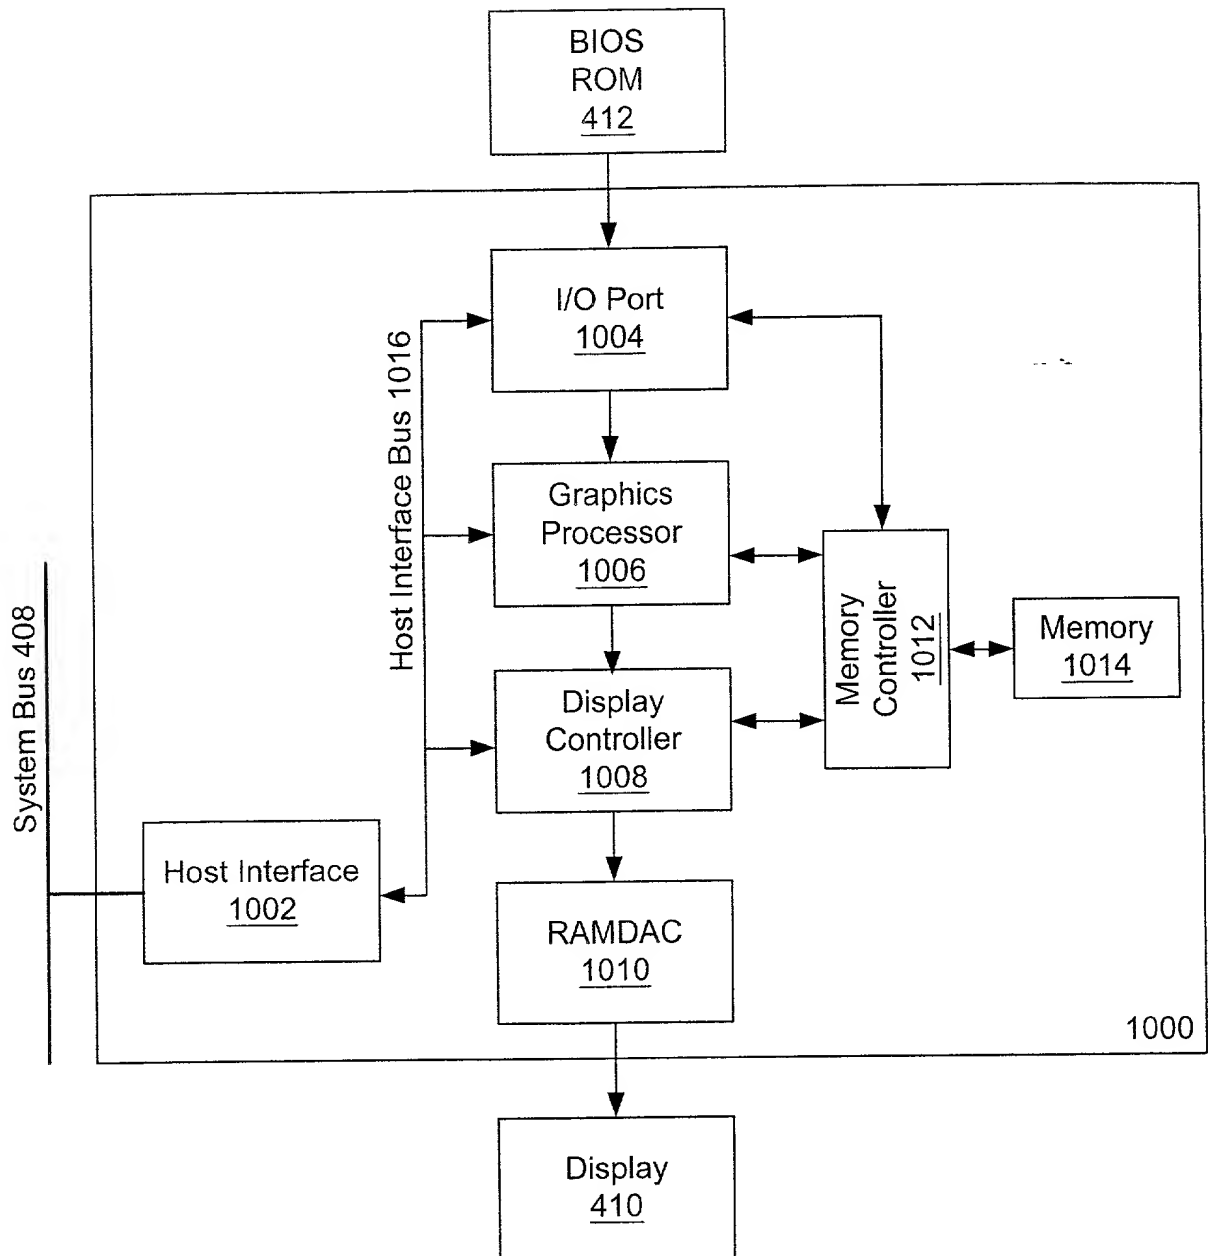 BIOS
ROM
412
I/O Port
1004
Host Interface Bus 1016
Graphics
Processor
1006
Memory
Controller
1012
Memory
1014
System Bus 408
Display
Controller
1008
Host Interface
1002
RAMDAC
1010
1000
Display
410